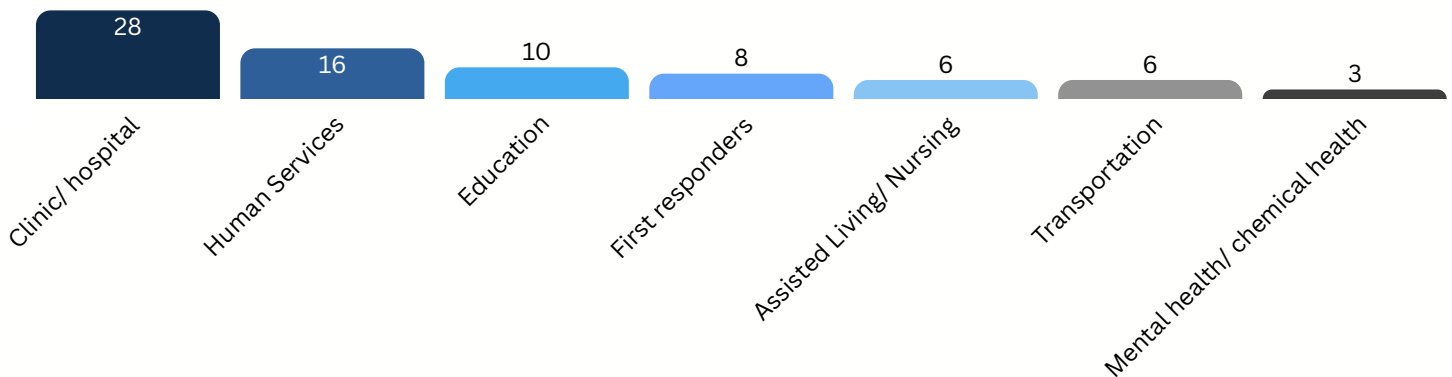 28
16
10
8
6
6
3
Clinic/ hospital
Human Services
Education
First responders
Assisted Living/ Nursing
Transportation
Mental health/ chemical health